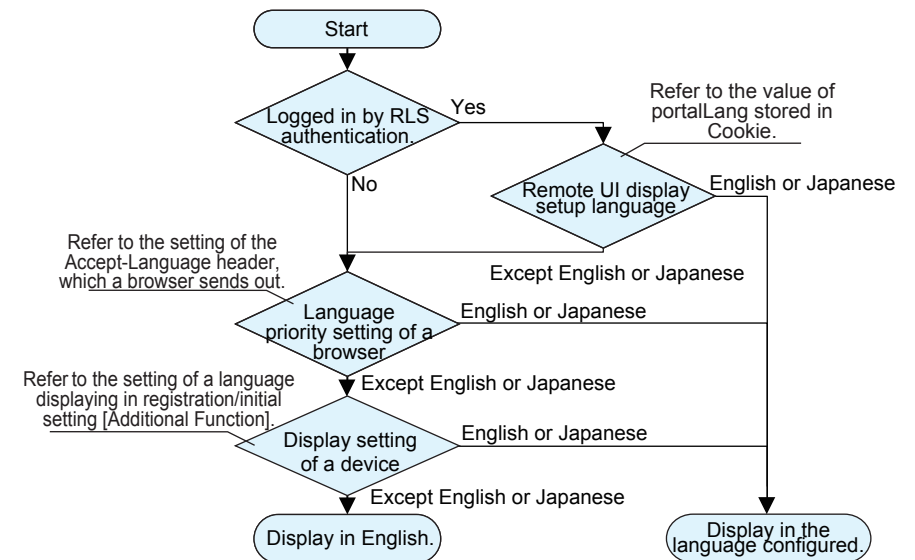 Start
Logged in by RLS
authentication.
Yes
No
Refer to the value of
portalLang stored in
Cookie.
Remote UI display
setup language
English or Japanese
Except English or Japanese
Refer to the setting of the
Accept-Language header,
which a browser sends out.
Language
priority setting of a
browser
English or Japanese
Except English or Japanese
Refer to the setting of a language
displaying in registration/initial
setting [Additional Function].
Display setting
of a device
English or Japanese
Except English or Japanese
Display in English.
Display in the
language configured.